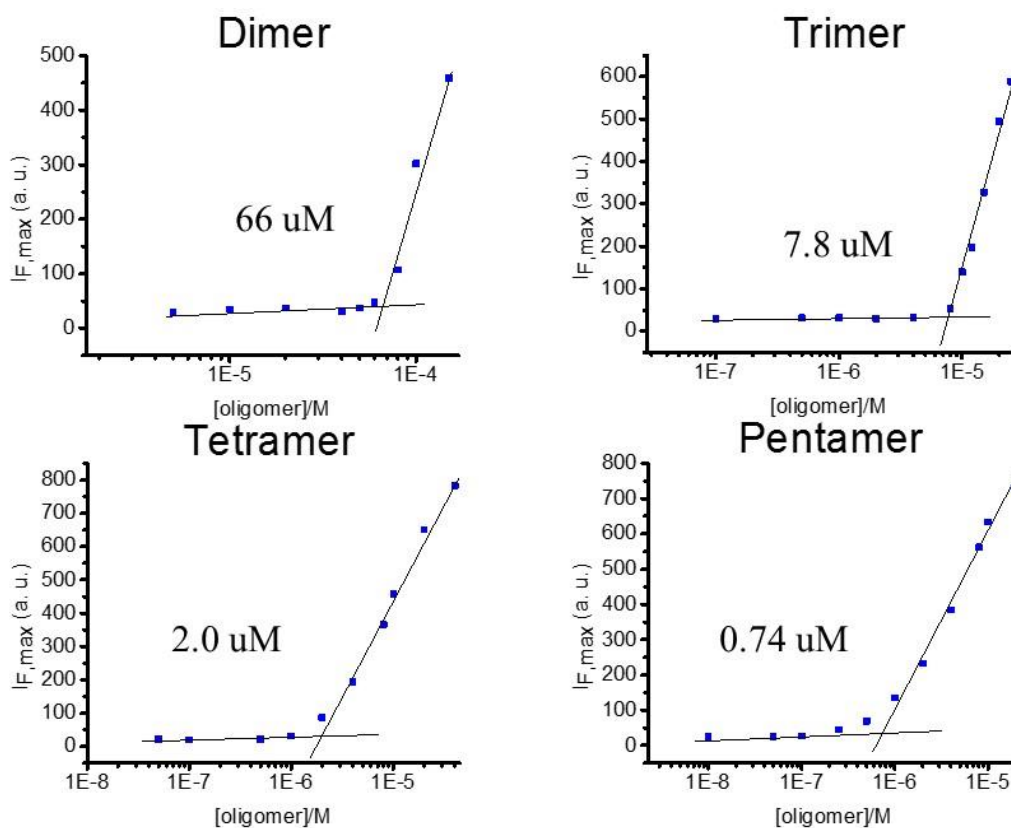 Dimer
500
400
300
200
100
0
I_F,max (a. u.)
66 uM
1E-5
1E-4
[oligomer]/M
Trimer
600
500
400
300
200
100
0
I_F,max (a. u.)
7.8 uM
1E-7
1E-6
1E-5
[oligomer]/M
Tetramer
800
700
600
500
400
300
200
100
0
I_F,max (a. u.)
2.0 uM
1E-8
1E-7
1E-6
1E-5
[oligomer]/M
Pentamer
800
700
600
500
400
300
200
100
0
I_F,max (a. u.)
0.74 uM
1E-8
1E-7
1E-6
1E-5
[oligomer]/M